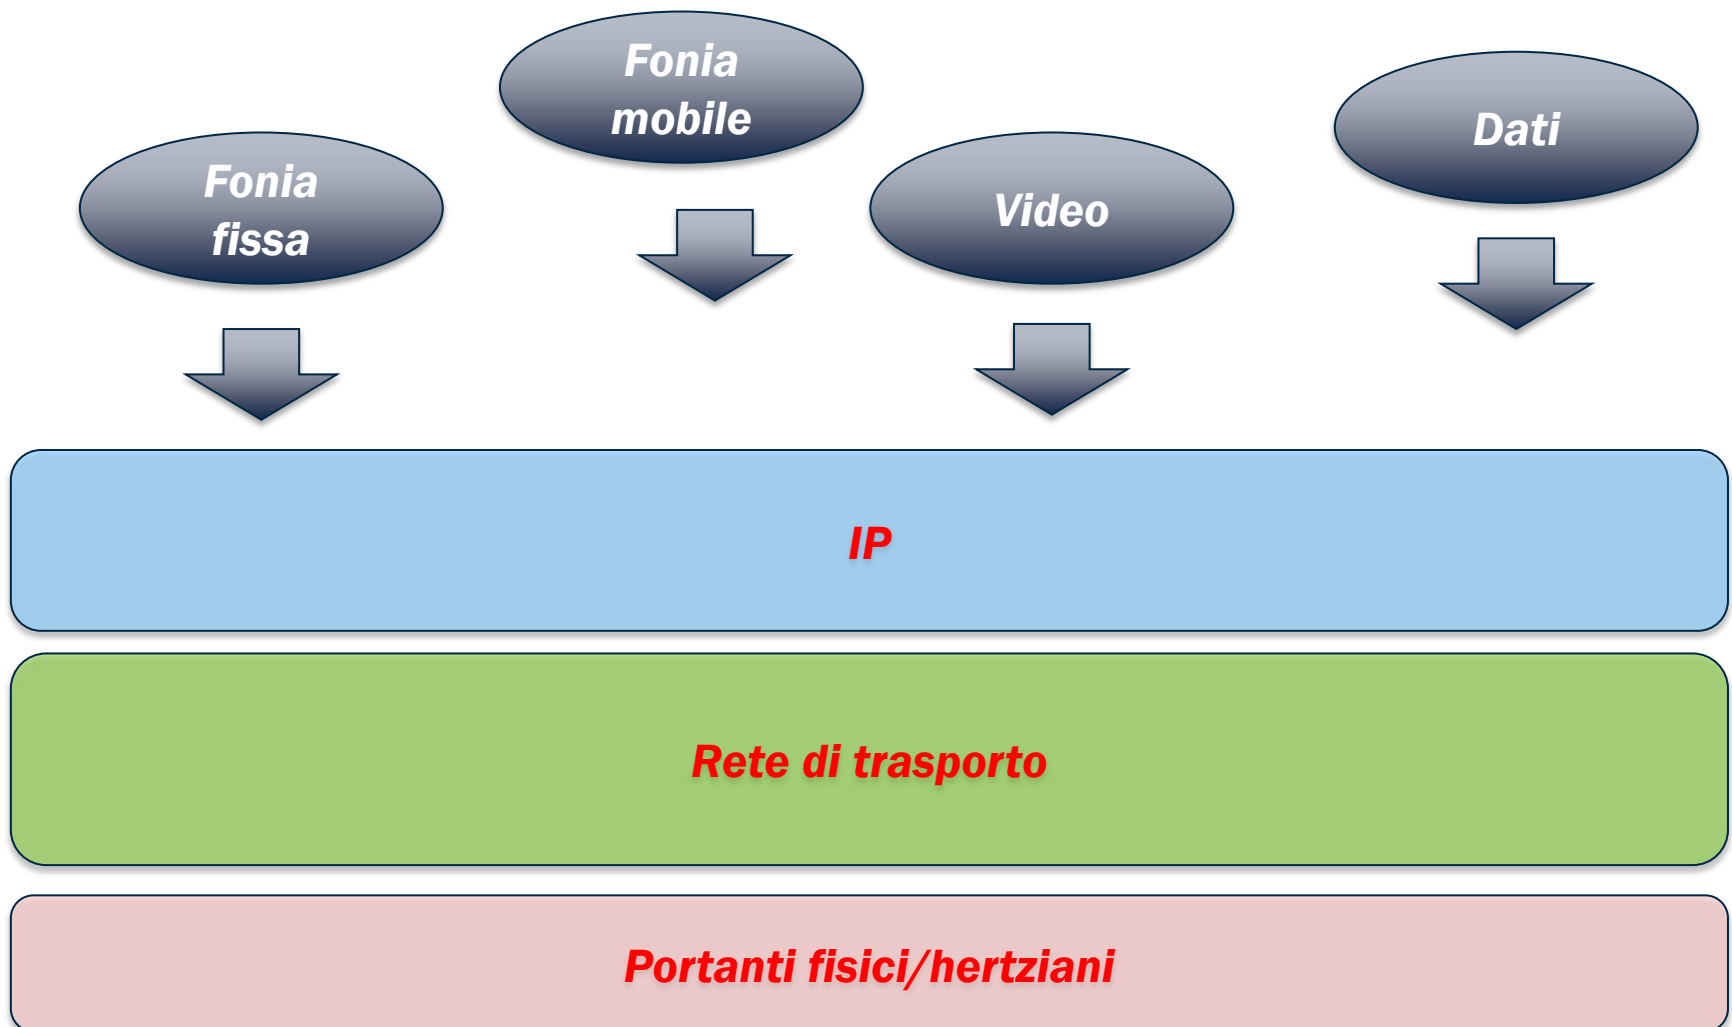 Fonia
mobile
Dati
Fonia
fissa
Video
IP
Rete di trasporto
Portanti fisici/hertziani